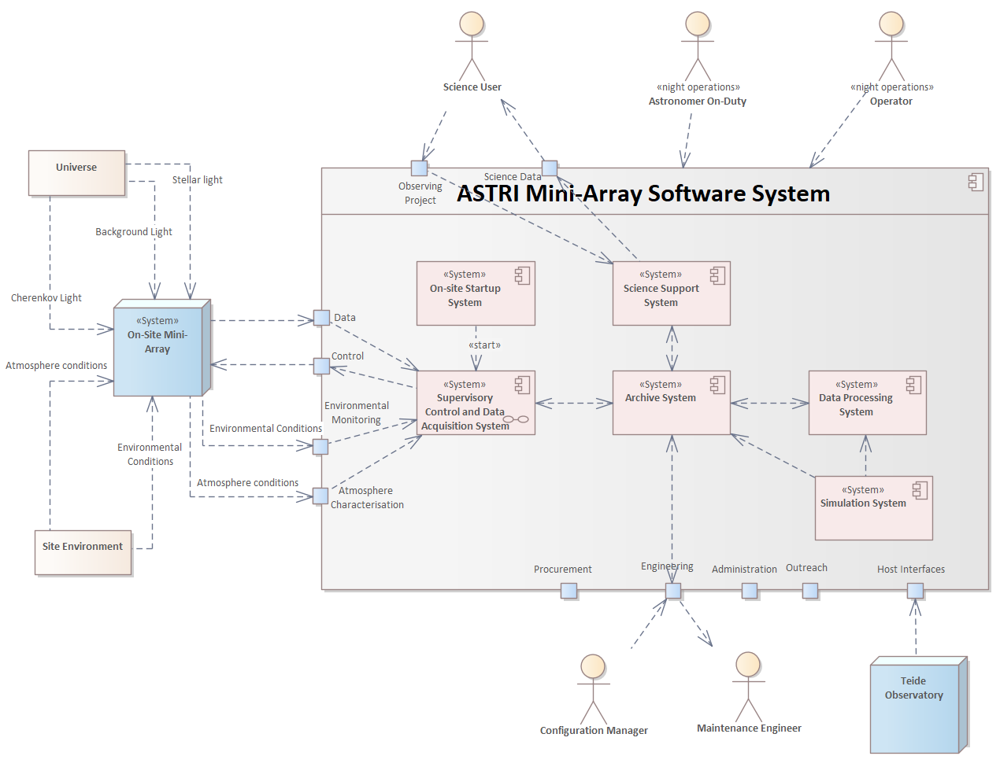 Science User
«night operations»
Astronomer On-Duty
«night operations»
Operator
Universe
Stellar light
Background Light
Cherenkov Light
Science Data
Observing
Project
ASTRI Mini-Array Software System
«System»
On-site Startup
System
«System»
Science Support
System
«System»
On-Site Mini-
Array
Data
Control
«start»
Atmosphere conditions
«System»
Supervisory
Control and Data
Acquisition System
«System»
Archive System
«System»
Data Processing
System
Environmental
Monitoring
Environmental Conditions
Environmental
Conditions
Atmosphere conditions
Atmosphere
Characterisation
«System»
Simulation System
Site Environment
Procurement
Engineering
Administration
Outreach
Host Interfaces
Configuration Manager
Maintenance Engineer
Teide
Observatory